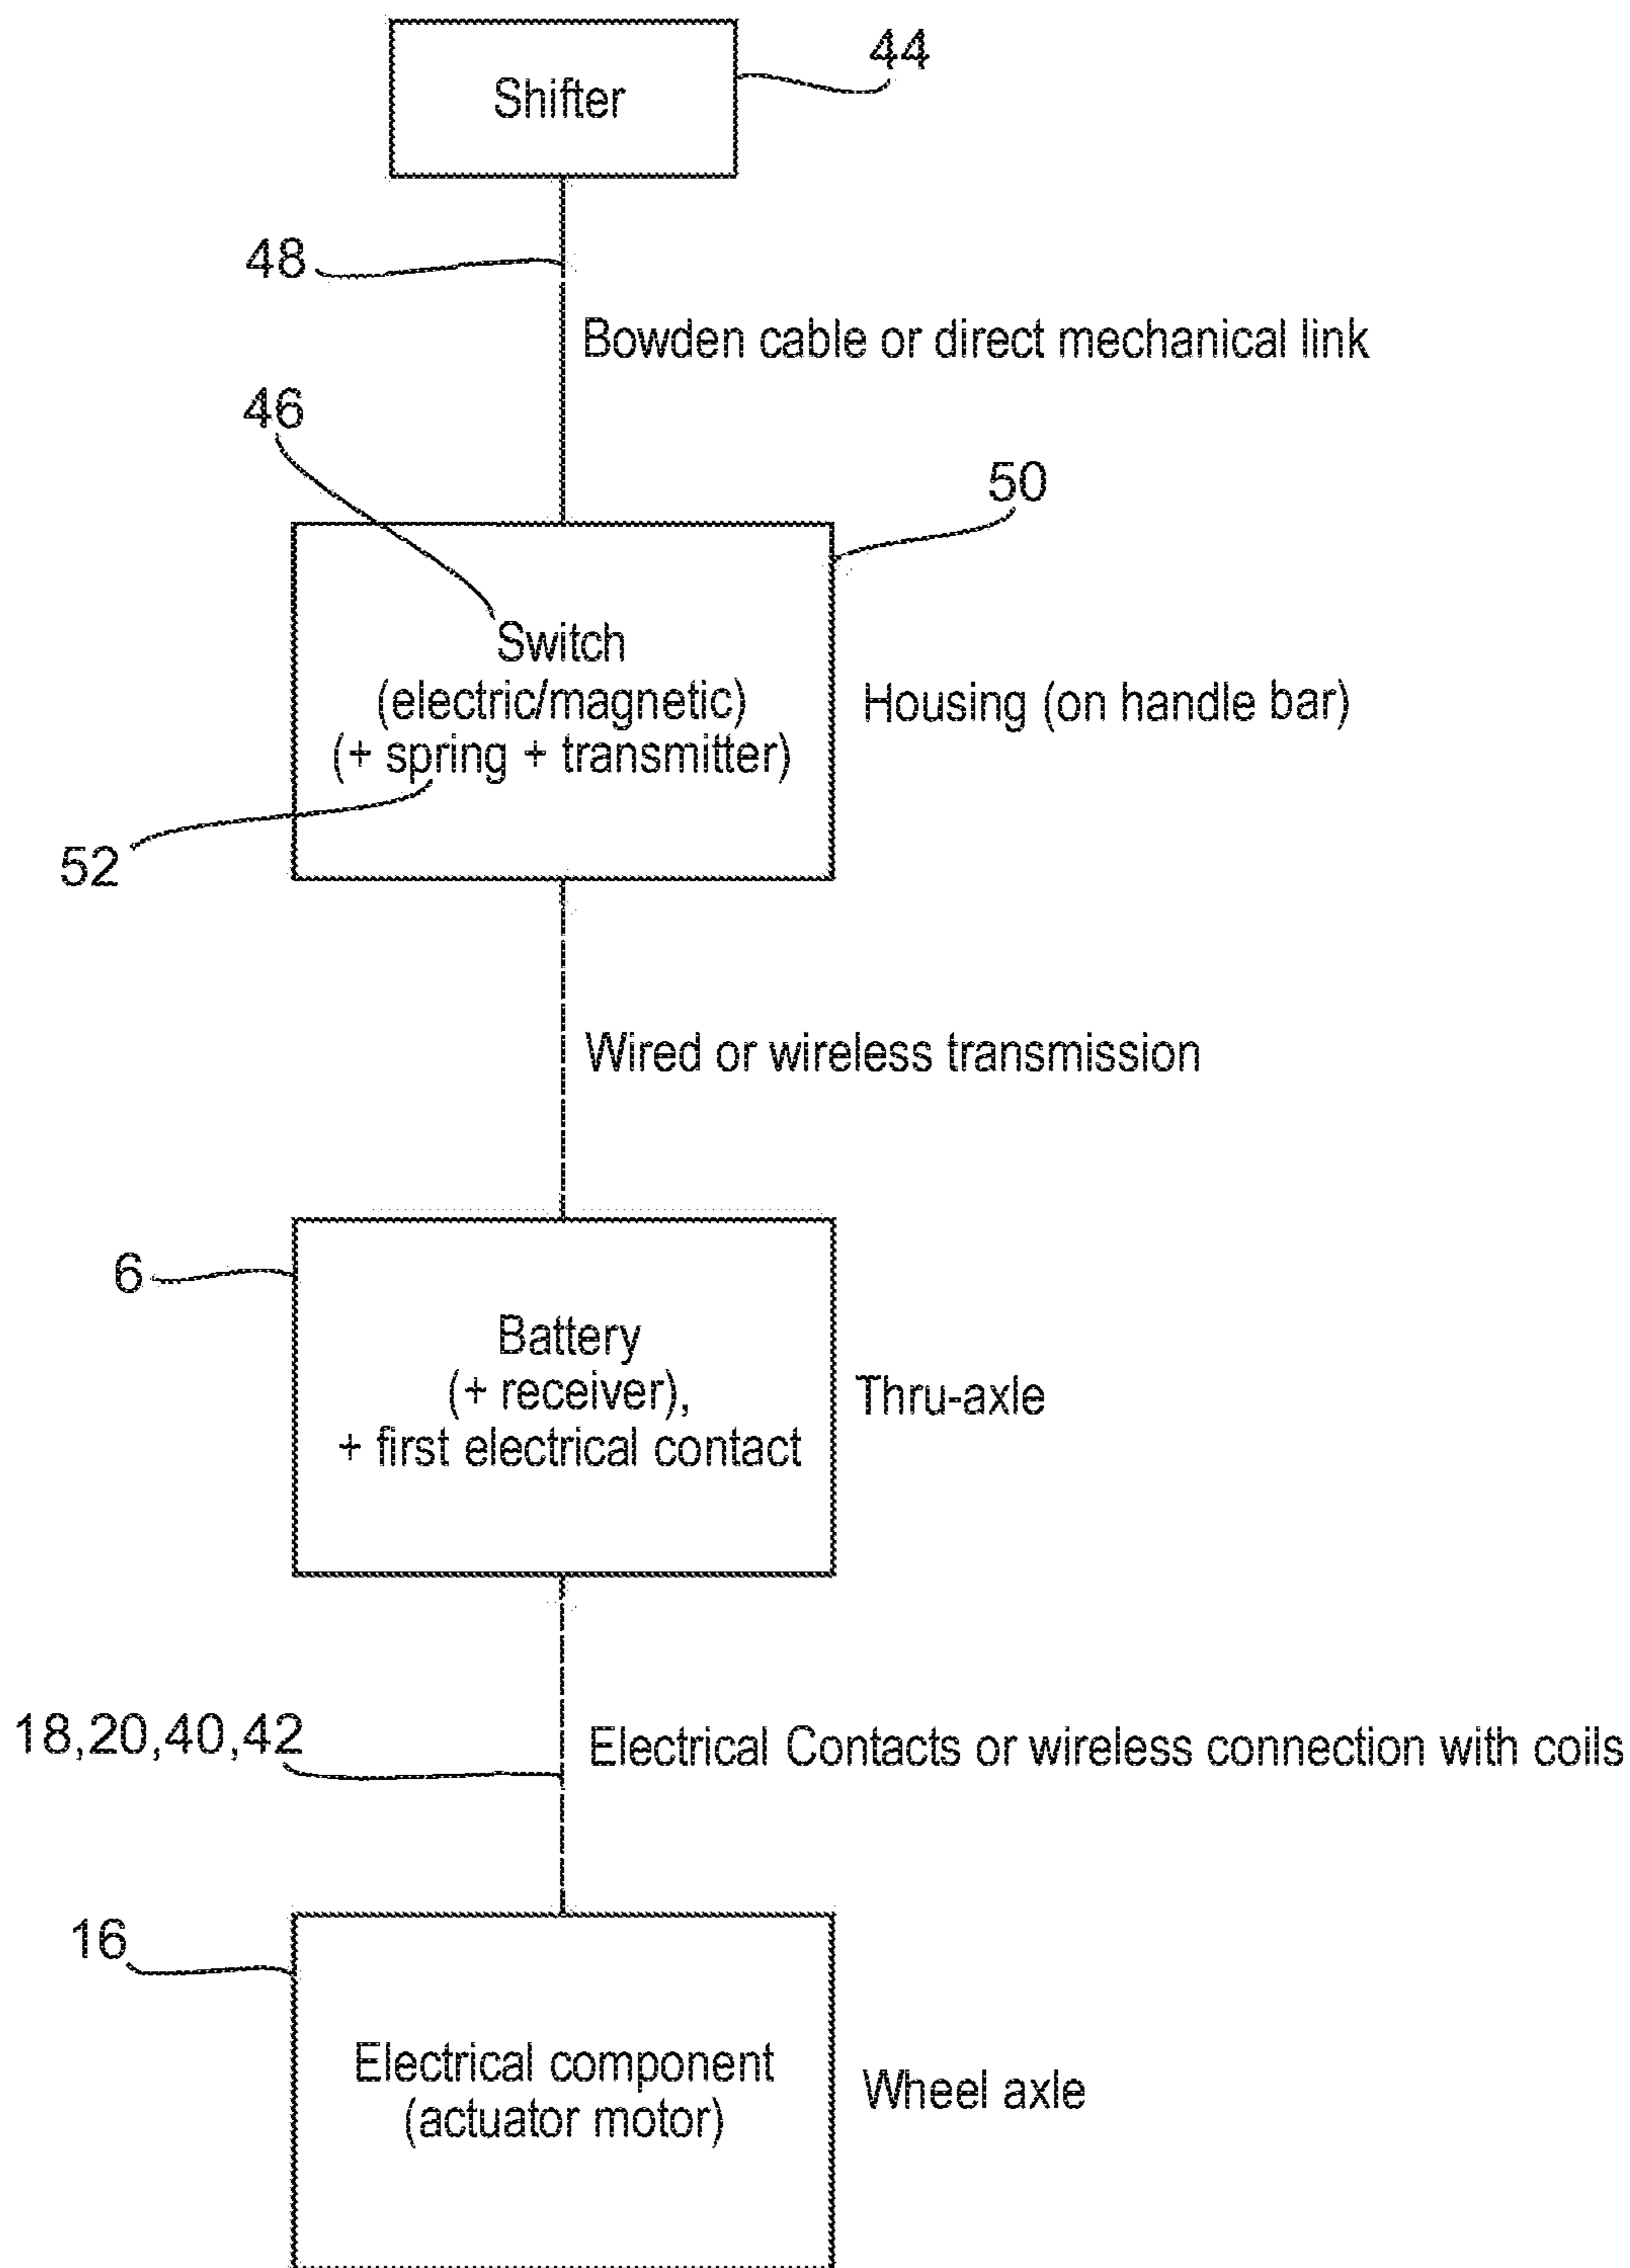 44
Shifter
48
Bowden cable or direct mechanical link
46
50
Switch
(electric/magnetic)
(+ spring + transmitter)
Housing (on handle bar)
52
Wired or wireless transmission
6
Battery
(+ receiver),
+ first electrical contact
Thru-axle
18,20,40,42
Electrical Contacts or wireless connection with coils
16
Electrical component
(actuator motor)
Wheel axle